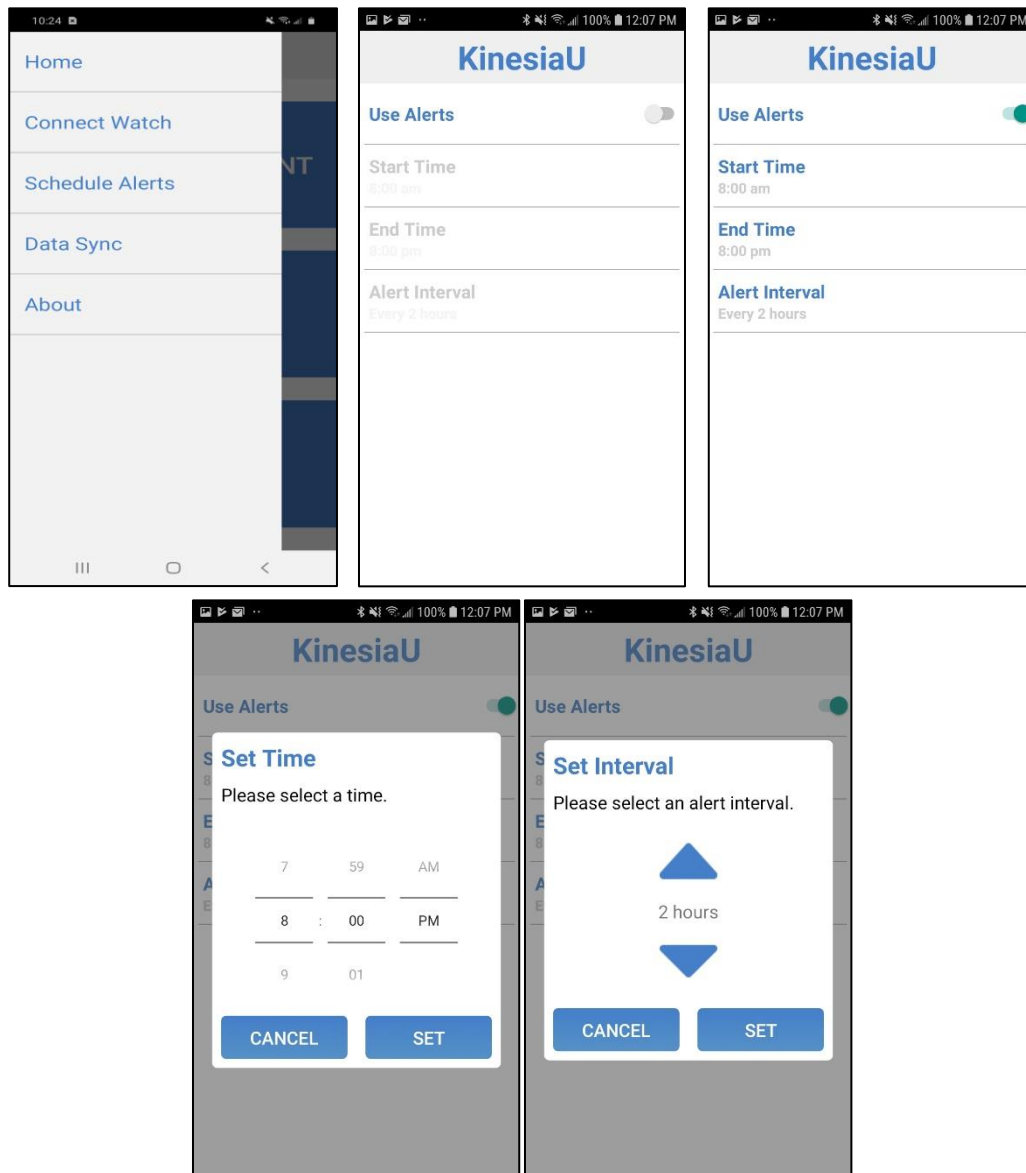 10:24
Home
Connect Watch
Schedule Alerts
Data Sync
About
NT
100% 12:07 PM
KinesiaU
Use Alerts
Start Time
8:00 am
End Time
8:00 pm
Alert Interval
Every 2 hours
100% 12:07 PM
KinesiaU
Use Alerts
Start Time
8:00 am
End Time
8:00 pm
Alert Interval
Every 2 hours
100% 12:07 PM
KinesiaU
Use Alerts
S
8
E
8
A
E
Set Time
Please select a time.
7 59 AM
8 : 00 PM
9 01
CANCEL SET
100% 12:07 PM
KinesiaU
Use Alerts
S
8
E
8
A
E
Set Interval
Please select an alert interval.
2 hours
CANCEL SET